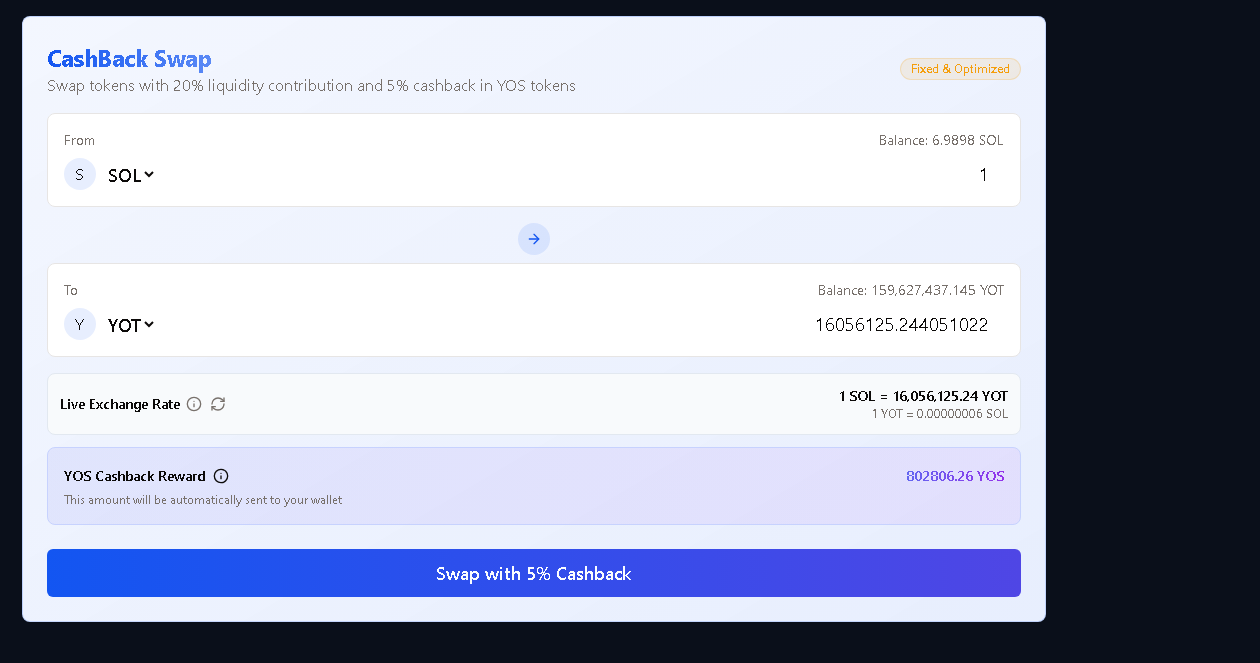 CashBack Swap
Swap tokens with 20% liquidity contribution and 5% cashback in YOS tokens
Fixed & Optimized
From
Balance: 6.9898 SOL
S
SOL
1
To
Balance: 159,627,437.145 YOT
Y
YOT
16056125.244051022
Live Exchange Rate
1 SOL = 16,056,125.24 YOT
1 YOT = 0.00000006 SOL
YOS Cashback Reward
802806.26 YOS
This amount will be automatically sent to your wallet
Swap with 5% Cashback